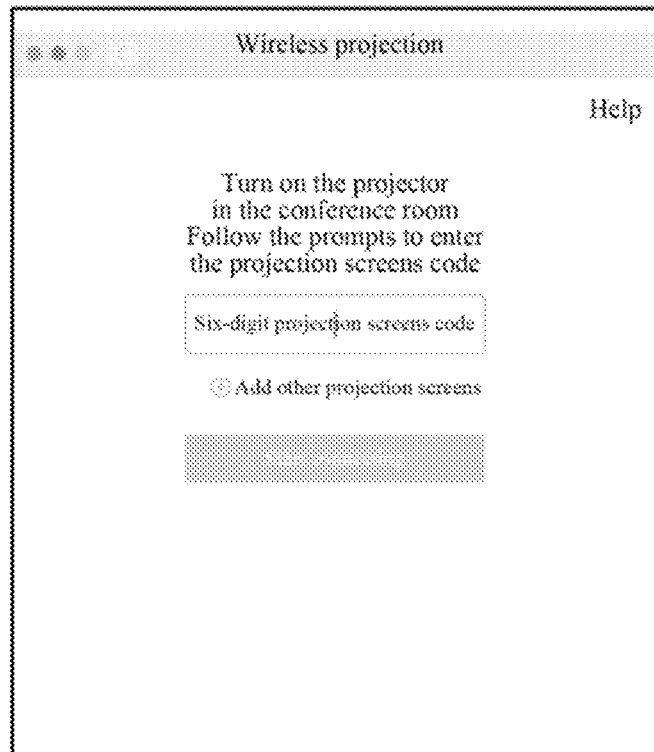 Wireless projection
Help
Turn on the projector
in the conference room
Follow the prompts to enter
the projection screens code
Six-digit projection screens code
Add other projection screens